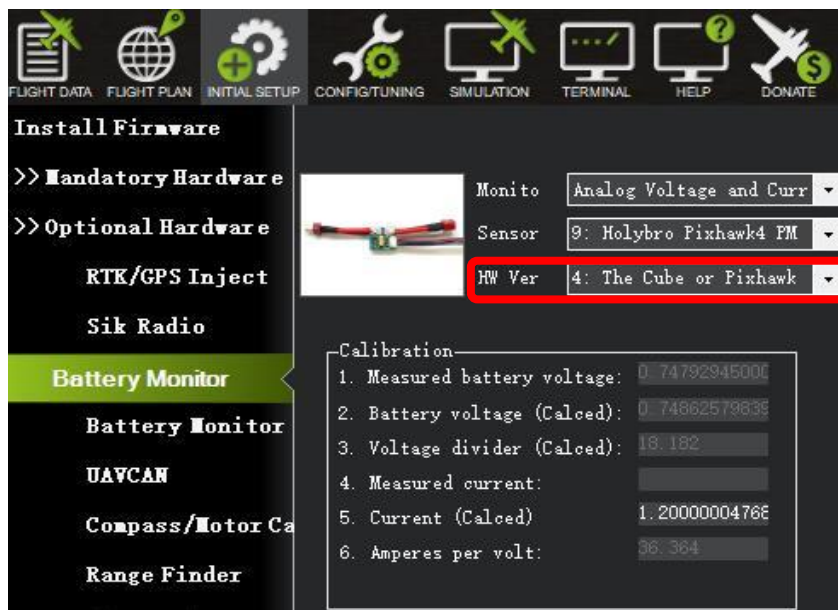 FLIGHT DATA FLIGHT PLAN INITIAL SETUP CONFIG/TUNING SIMULATION TERMINAL HELP DONATE
Install Firmware
>> Mandatory Hardware
>> Optional Hardware
RTK/GPS Inject
Sik Radio
Battery Monitor
Battery Monitor
UAVCAN
Compass/Motor Ca
Range Finder
Monito Analog Voltage and Curr
Sensor 9: Holybro Pixhawk4 PM
HW Ver 4: The Cube or Pixhawk
Calibration
1. Measured battery voltage: 0.74792945000
2. Battery voltage (Calced): 0.74862579839
3. Voltage divider (Calced): 18.182
4. Measured current:
5. Current (Calced) 1.20000004768
6. Amperes per volt: 36.364